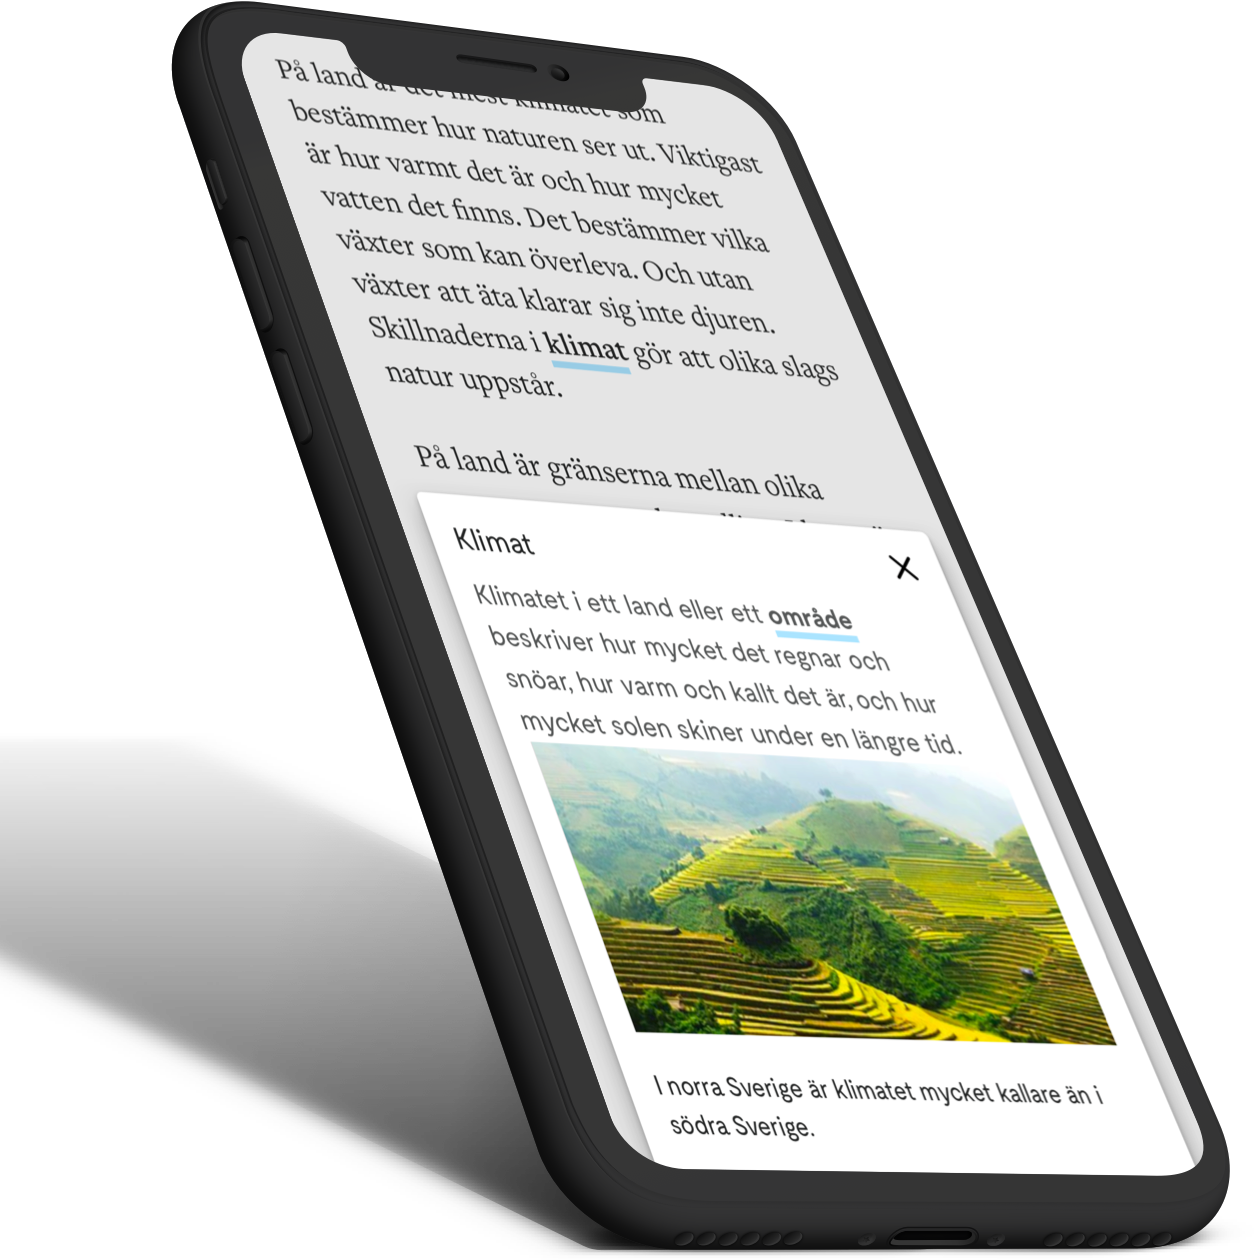 På land är det mest klimatet som
bestämmer hur naturen ser ut. Viktigast
är hur varmt det är och hur mycket
vatten det finns. Det bestämmer vilka
växter som kan överleva. Och utan
växter att äta klarar sig inte djuren.
Skillnaderna i klimat gör att olika slags
natur uppstår.
På land är gränserna mellan olika
Klimat
Klimatet i ett land eller ett område
beskriver hur mycket det regnar och
snöar, hur varm och kallt det är, och hur
mycket solen skiner under en längre tid.
I norra Sverige är klimatet mycket kallare än i
södra Sverige.